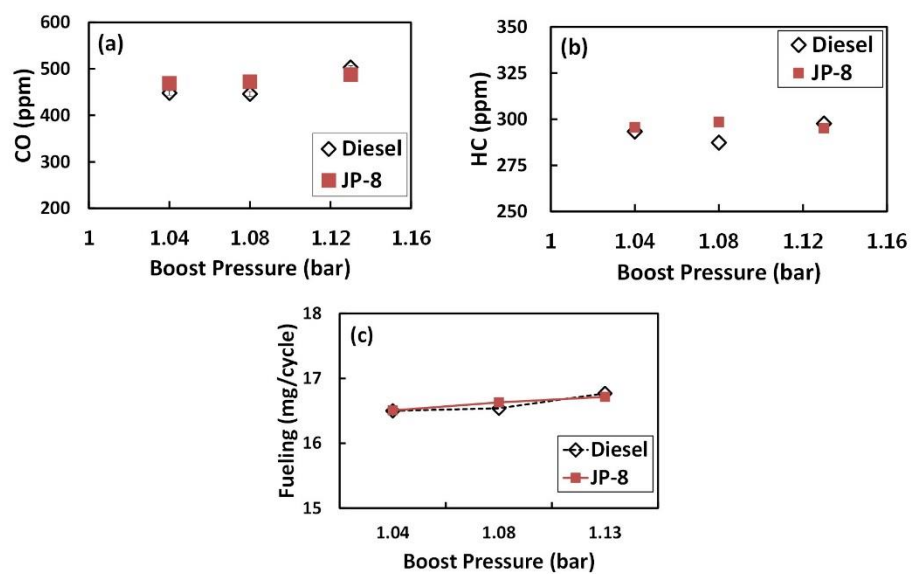 (a)
CO (ppm)
600
500
400
300
200
Diesel
JP-8
1
1.04
1.08
1.12
1.16
Boost Pressure (bar)
(b)
HC (ppm)
350
325
300
275
250
Diesel
JP-8
1
1.04
1.08
1.12
1.16
Boost Pressure (bar)
(c)
Fueling (mg/cycle)
18
17
16
15
Diesel
JP-8
1.04
1.08
1.13
Boost Pressure (bar)